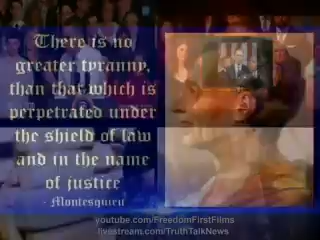 There is no
greater tyranny,
than that which is
perpetrated under
the shield of law
and in the name
of justice
- Montesquieu
youtube.com/FreedomFirstFilms
livestream.com/TruthTalkNews